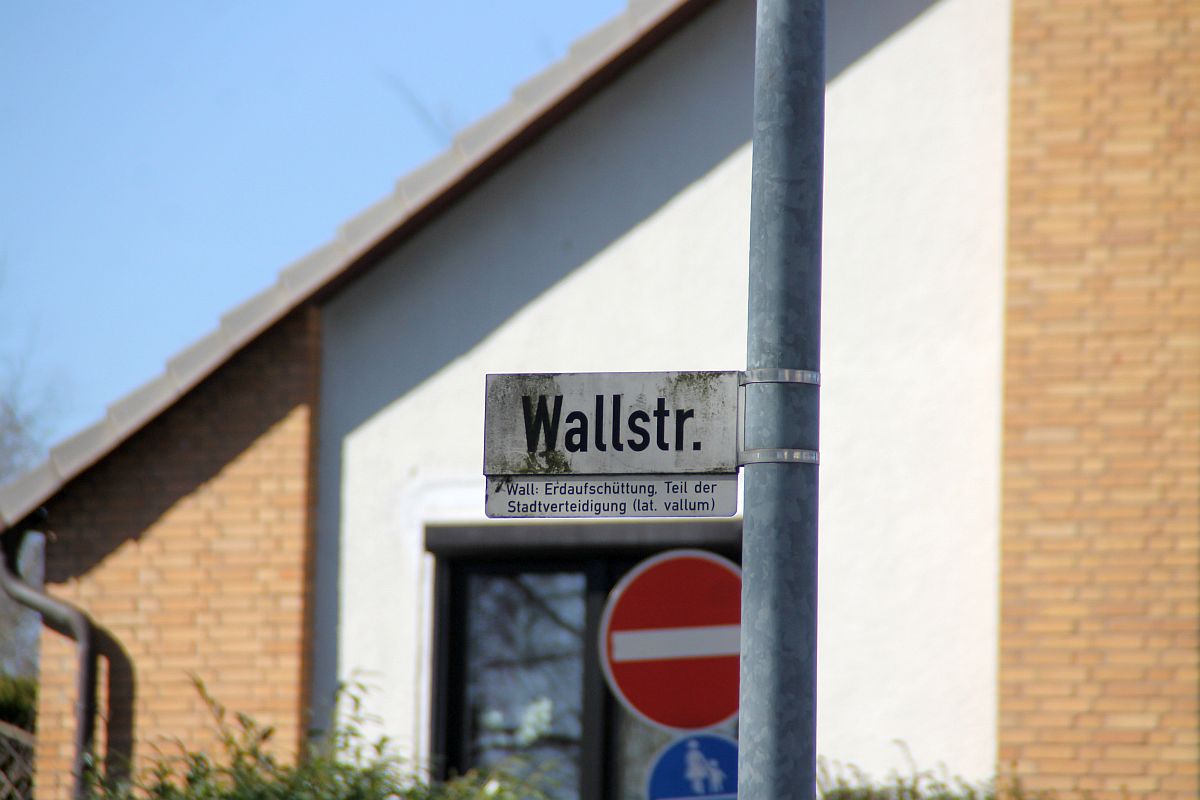 Wallstr.
Wall: Erdaufschüttung, Teil der
Stadtverteidigung (lat. vallum)